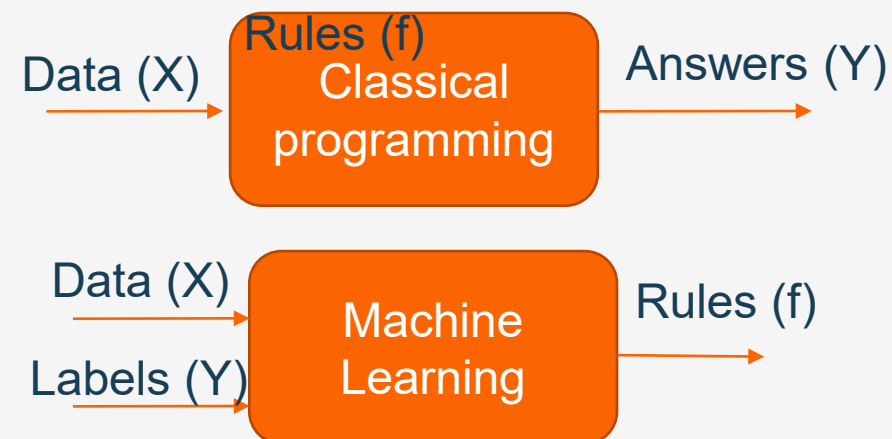 Rules (f)
Data (X)
Classical
programming
Answers (Y)
Data (X)
Labels (Y)
Machine
Learning
Rules (f)